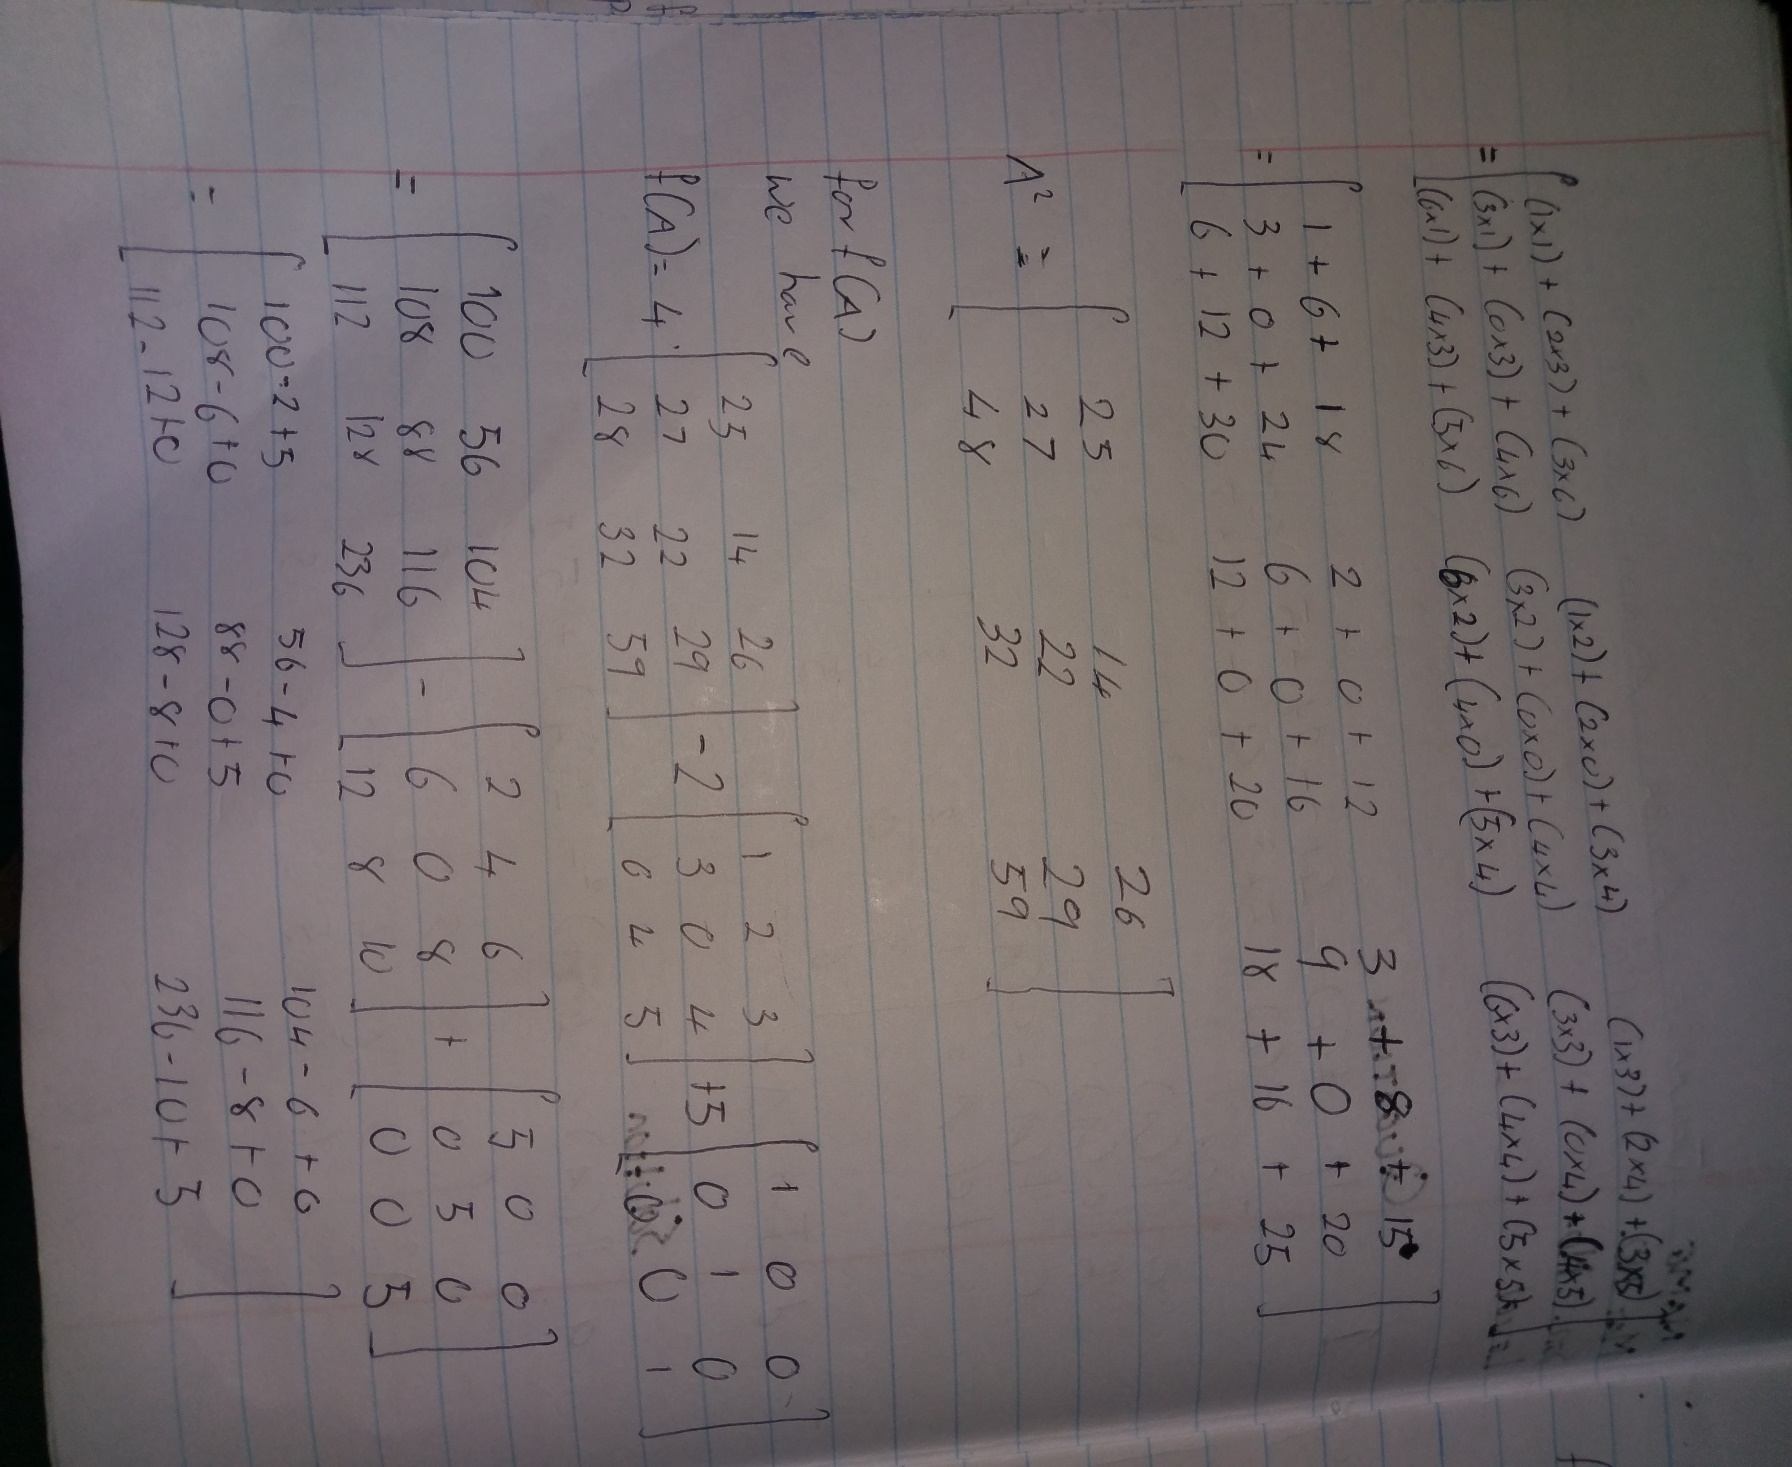 = [ (1x1) + (2x3) + (3x6) (1x2) + (2x0) + (3x4) (1x3) + (2x4) + (3x5)
(3x1) + (0x3) + (4x6) (3x2) + (0x0) + (4x4) (3x3) + (0x4) + (4x5)
(6x1) + (4x3) + (5x6) (6x2) + (4x0) + (5x4) (6x3) + (4x4) + (5x5) ]
= [ 1 + 6 + 18 2 + 0 + 12 3 + 8 + 15
3 + 0 + 24 6 + 0 + 16 9 + 0 + 20
6 + 12 + 30 12 + 0 + 20 18 + 16 + 25 ]
A² = [ 25 14 26
27 22 29
48 32 59 ]
for f(A)
we have
f(A) = 4 [ 25 14 26 ] - 2 [ 1 2 3 ] + 5 [ 1 0 0 ]
27 22 29 3 0 4 0 1 0
28 32 59 6 4 5 0 0 1
= [ 100 56 104 ] - [ 2 4 6 ] + [ 5 0 0 ]
108 88 116 6 0 8 0 5 0
112 128 236 12 8 10 0 0 5
= [ 100-2+5 56-4+0 104-6+0
108-6+0 88-0+5 116-8+0
112-12+0 128-8+0 236-10+5 ]